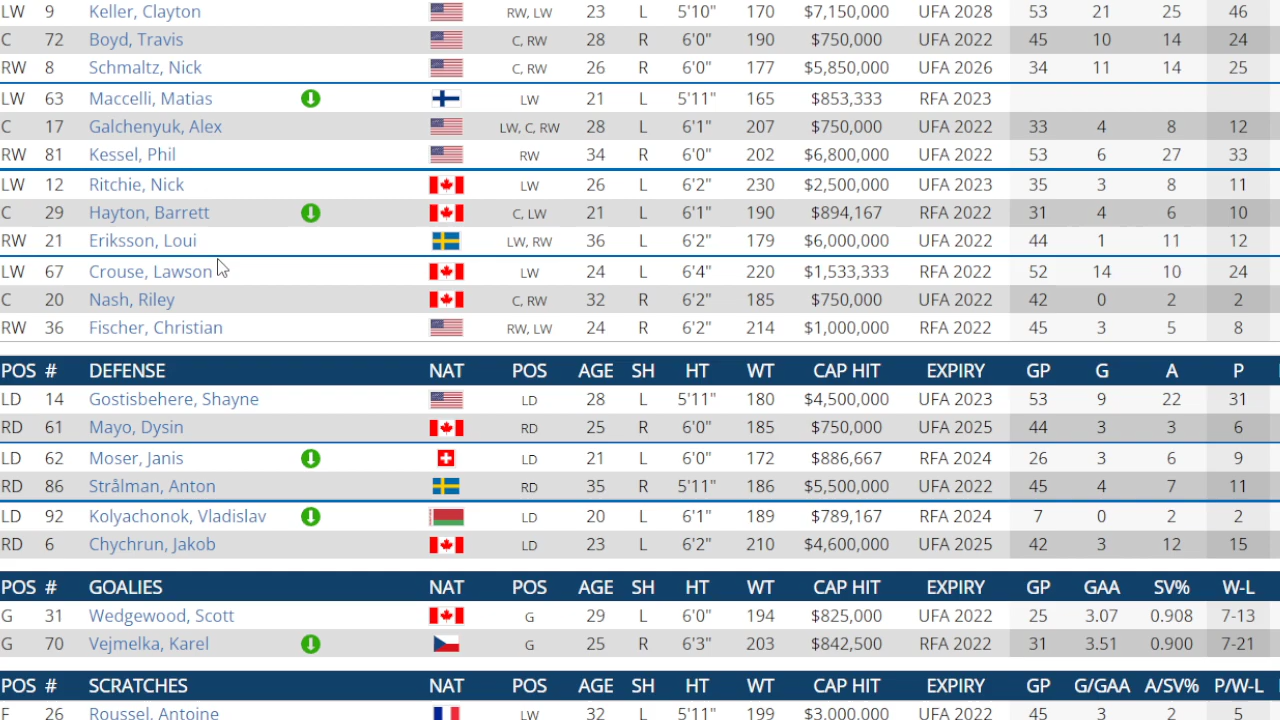 LW 9 Keller, Clayton RW, LW 23 L 5'10" 170 $7,150,000 UFA 2028 53 21 25 46
C 72 Boyd, Travis C, RW 28 R 6'0" 190 $750,000 UFA 2022 45 10 14 24
RW 8 Schmaltz, Nick C, RW 26 R 6'0" 177 $5,850,000 UFA 2026 34 11 14 25
LW 63 Maccelli, Matias LW 21 L 5'11" 165 $853,333 RFA 2023
C 17 Galchenyuk, Alex LW, C, RW 28 L 6'1" 207 $750,000 UFA 2022 33 4 8 12
RW 81 Kessel, Phil RW 34 R 6'0" 202 $6,800,000 UFA 2022 53 6 27 33
LW 12 Ritchie, Nick LW 26 L 6'2" 230 $2,500,000 UFA 2023 35 3 8 11
C 29 Hayton, Barrett C, LW 21 L 6'1" 190 $894,167 RFA 2022 31 4 6 10
RW 21 Eriksson, Loui LW, RW 36 L 6'2" 179 $6,000,000 UFA 2022 44 1 11 12
LW 67 Crouse, Lawson LW 24 L 6'4" 220 $1,533,333 RFA 2022 52 14 10 24
C 20 Nash, Riley C, RW 32 R 6'2" 185 $750,000 UFA 2022 42 0 2 2
RW 36 Fischer, Christian RW, LW 24 R 6'2" 214 $1,000,000 RFA 2022 45 3 5 8
POS # DEFENSE NAT POS AGE SH HT WT CAP HIT EXPIRY GP G A P
LD 14 Gostisbehere, Shayne LD 28 L 5'11" 180 $4,500,000 UFA 2023 53 9 22 31
RD 61 Mayo, Dysin RD 25 R 6'0" 185 $750,000 UFA 2025 44 3 3 6
LD 62 Moser, Janis LD 21 L 6'0" 172 $886,667 RFA 2024 26 3 6 9
RD 86 Strålman, Anton RD 35 R 5'11" 186 $5,500,000 UFA 2022 45 4 7 11
LD 92 Kolyachonok, Vladislav LD 20 L 6'1" 189 $789,167 RFA 2024 7 0 2 2
RD 6 Chychrun, Jakob LD 23 L 6'2" 210 $4,600,000 UFA 2025 42 3 12 15
POS # GOALIES NAT POS AGE SH HT WT CAP HIT EXPIRY GP GAA SV% W-L
G 31 Wedgewood, Scott G 29 L 6'0" 194 $825,000 UFA 2022 25 3.07 0.908 7-13
G 70 Vejmelka, Karel G 25 R 6'3" 203 $842,500 RFA 2022 31 3.51 0.900 7-21
POS # SCRATCHES NAT POS AGE SH HT WT CAP HIT EXPIRY GP G/GAA A/SV% P/W-L
F 26 Roussel, Antoine LW 32 L 5'11" 199 $3,000,000 UFA 2022 45 3 2 5